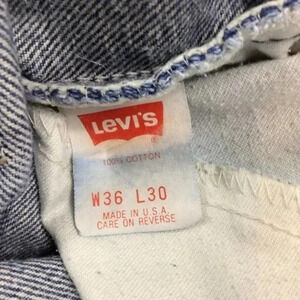 Levi's
®
100% COTTON
W36 L30
MADE IN U.S.A.
CARE ON REVERSE